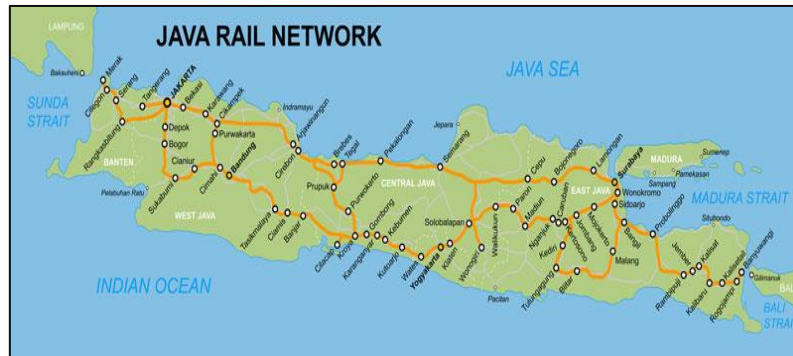 JAVA RAIL NETWORK
LAMPUNG
Bakauheni
Merak
Cilegon
Serang
Tangerang
JAKARTA
Bekasi
Karawang
Cikampek
Indramayu
Arjawinangun
JAVA SEA
SUNDA
STRAIT
Rangkasbitung
Depok
Bogor
Purwakarta
Cianjur
Cimahi
Bandung
Cirebon
Brebes
Tegal
Pekalongan
Jepara
Semarang
BANTEN
Pelabuhan Ratu
Sukabumi
WEST JAVA
Tasikmalaya
Ciamis
Banjar
Prupuk
Purwokerto
CENTRAL JAVA
Cilacap
Kroya
Gombong
Karanganyar
Kebumen
Kutoarjo
Wates
Yogyakarta
Klaten
Solobalapan
Wonogiri
Walikukun
Paron
Madiun
Cepu
Bojonegoro
Lamongan
Surabaya
MADURA
Sumenep
Pamekasan
Sampang
Wonokromo
Sidoarjo
EAST JAVA
MADURA STRAIT
Caruban
Nganjuk
Kertosono
Jombang
Mojokerto
Bangil
Probolinggo
Situbondo
Kediri
Tulungagung
Blitar
Malang
Pacitan
Rambipuji
Jember
Kalisat
Kalibaru
Kalisetail
Rogojampi
Banyuwangi
Gilimanuk
BALI
STRAIT
INDIAN OCEAN